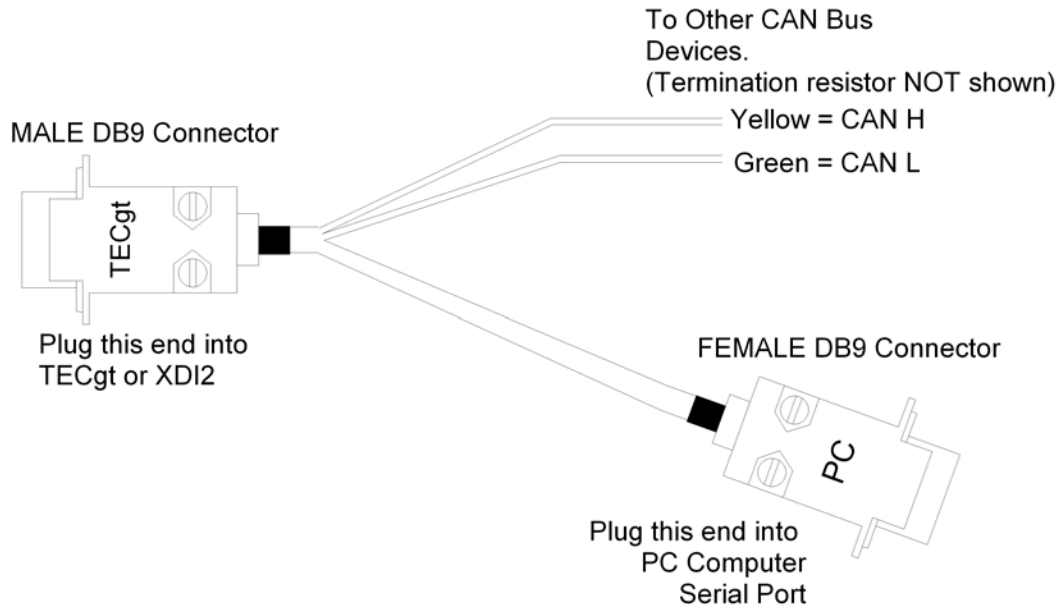 To Other CAN Bus
Devices.
(Termination resistor NOT shown)
Yellow = CAN H
Green = CAN L
MALE DB9 Connector
TECgt
Plug this end into
TECgt or XDI2
FEMALE DB9 Connector
PC
Plug this end into
PC Computer
Serial Port